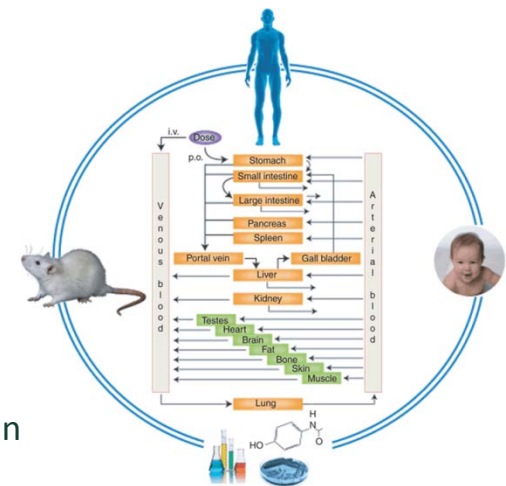 i.v.
Dose
p.o.
Stomach
Small intestine
Large intestine
Pancreas
Spleen
Portal vein
Gall bladder
Liver
Kidney
Testes
Heart
Brain
Fat
Bone
Skin
Muscle
Lung
Venous blood
Arterial blood
n
H
N
HO
O